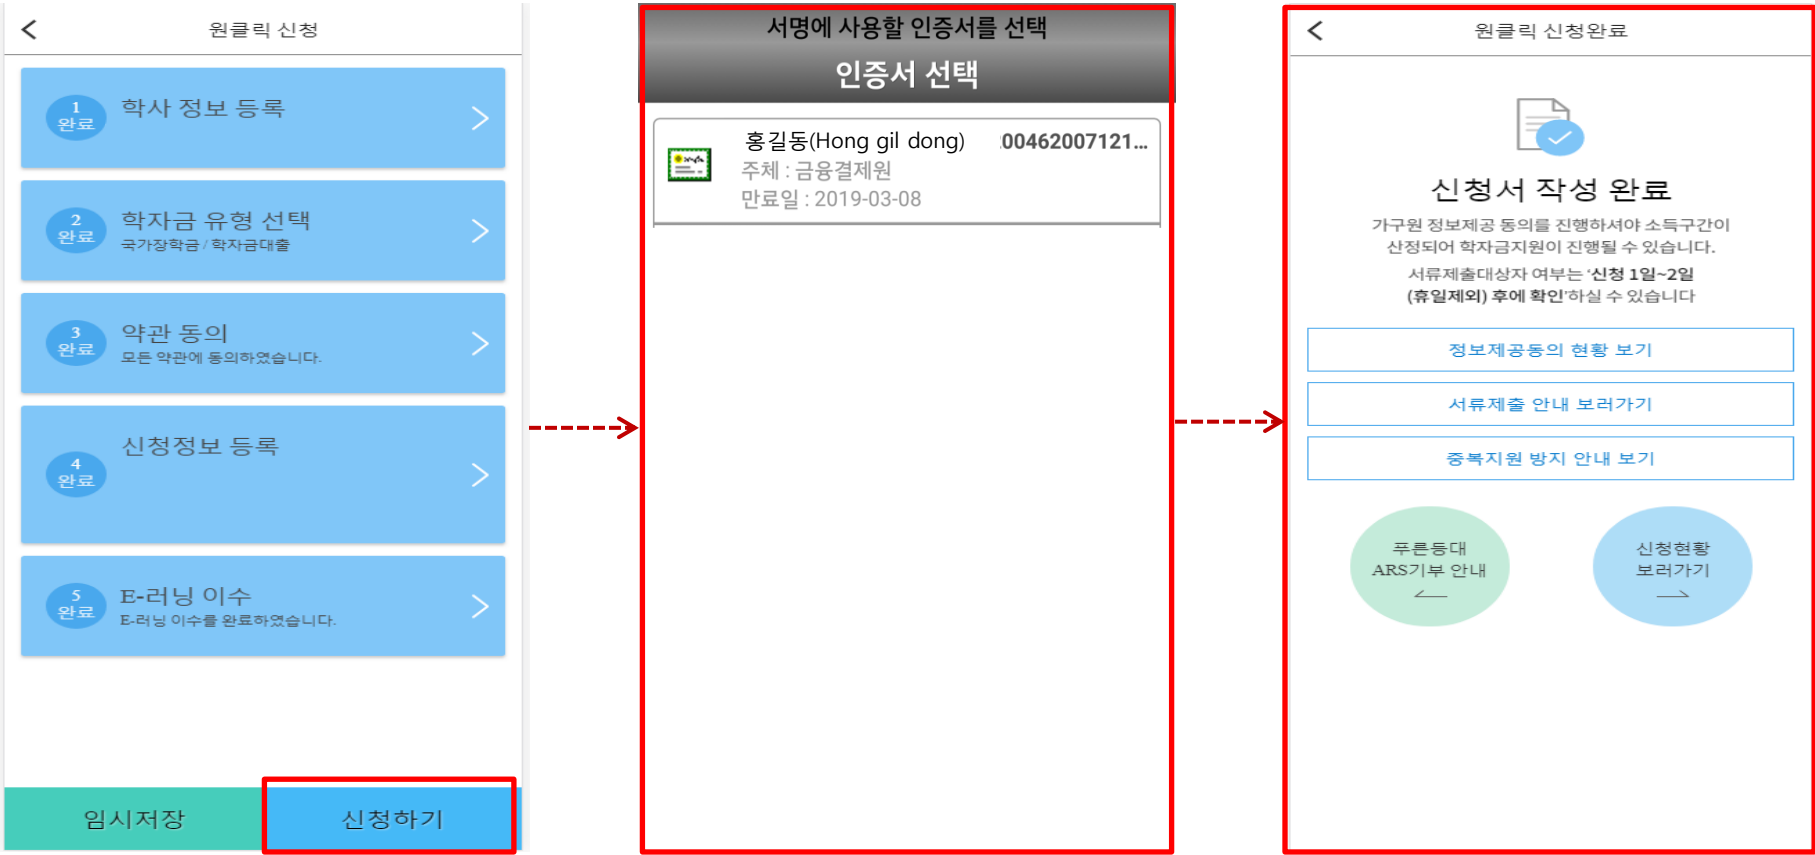 원클릭 신청
1
완료
학사 정보 등록
2
완료
학자금 유형 선택
국가장학금 / 학자금대출
3
완료
약관 동의
모든 약관에 동의하였습니다.
4
완료
신청정보 등록
5
완료
E-러닝 이수
E-러닝 이수를 완료하였습니다.
임시저장
신청하기
서명에 사용할 인증서를 선택
인증서 선택
홍길동(Hong gil dong) 00462007121...
주체 : 금융결제원
만료일 : 2019-03-08
원클릭 신청완료
신청서 작성 완료
가구원 정보제공 동의를 진행하셔야 소득구간이
산정되어 학자금지원이 진행될 수 있습니다.
서류제출대상자 여부는 '신청 1일~2일
(휴일제외) 후에 확인'하실 수 있습니다
정보제공동의 현황 보기
서류제출 안내 보러가기
중복지원 방지 안내 보기
푸른등대
ARS기부 안내
신청현황
보러가기